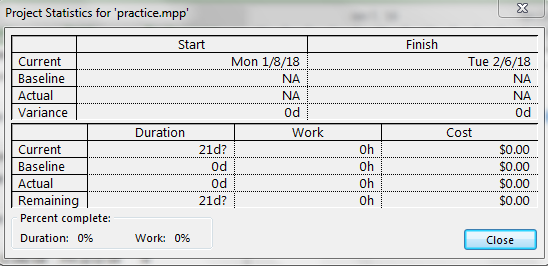 Project Statistics for 'practice.mpp'
Start Finish
Current Mon 1/8/18 Tue 2/6/18
Baseline NA NA
Actual NA NA
Variance 0d 0d
Duration Work Cost
Current 21d? 0h $0.00
Baseline 0d 0h $0.00
Actual 0d 0h $0.00
Remaining 21d? 0h $0.00
Percent complete:
Duration: 0% Work: 0% Close